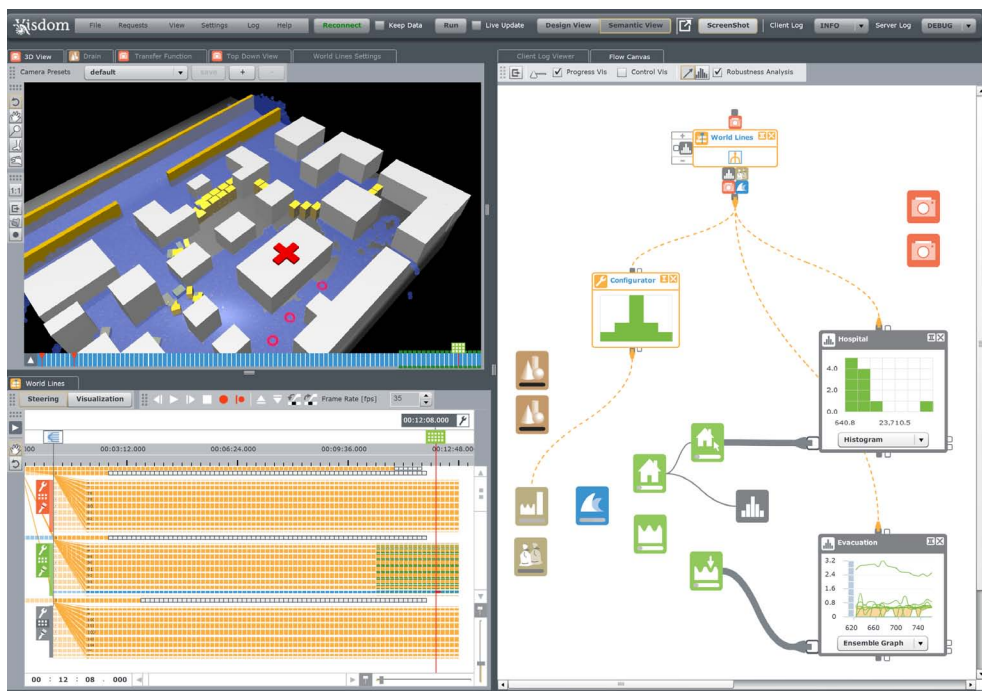 Visdom File Requests View Settings Log Help Reconnect Keep Data Run Live Update Design View Semantic View ScreenShot Client Log INFO Server Log DEBUG
3D View Drain Transfer Function Top Down View World Lines Settings
Camera Presets default save + -
1:1
Client Log Viewer Flow Canvas
Progress Vis Control Vis Robustness Analysis
World Lines
Configurator
Hospital
4.0
2.0
0.0
640.8 23,710.5
Histogram
Evacuation
3.2
2.4
1.6
0.8
0
620 660 700 740
Ensemble Graph
World Lines
Steering Visualization Frame Rate [fps] 35
00:12:08.000
00:03:12.000 00:06:24.000 00:09:36.000 00:12:48.00
00 : 12 : 08 . 000